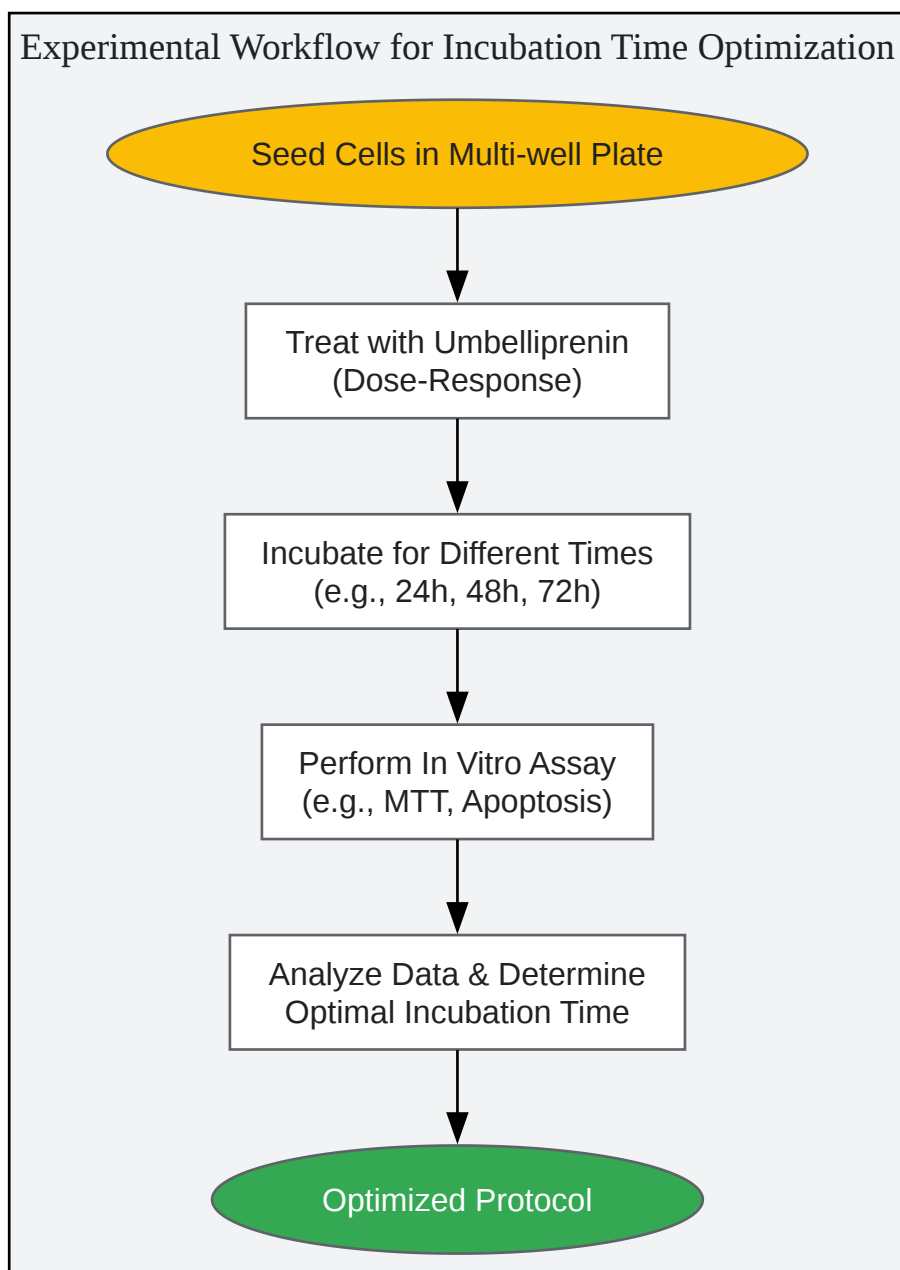 Experimental Workflow for Incubation Time Optimization
Seed Cells in Multi-well Plate
Treat with Umbelliprenin
(Dose-Response)
Incubate for Different Times
(e.g., 24h, 48h, 72h)
Perform In Vitro Assay
(e.g., MTT, Apoptosis)
Analyze Data & Determine
Optimal Incubation Time
Optimized Protocol